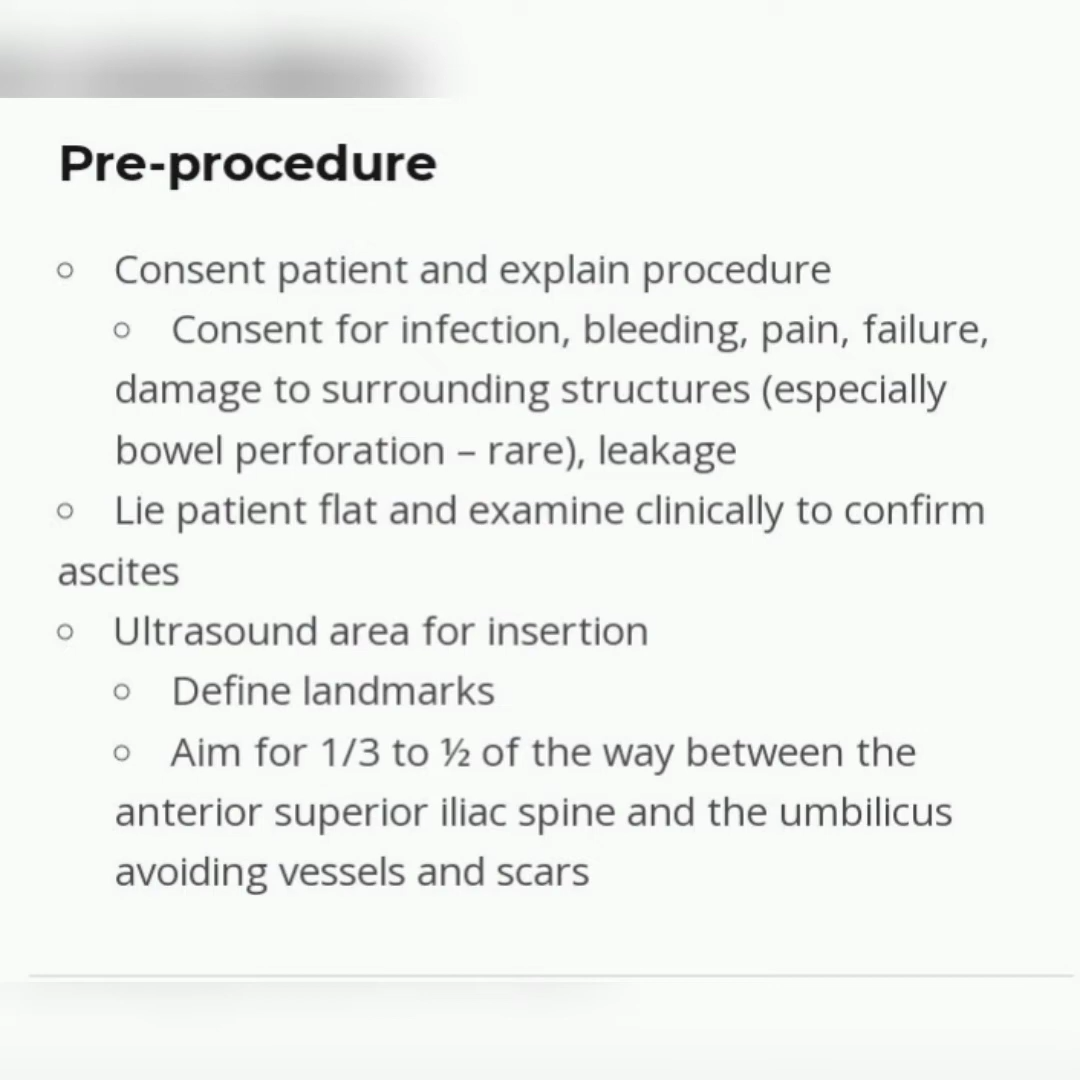 Pre-procedure
○ Consent patient and explain procedure
○ Consent for infection, bleeding, pain, failure,
damage to surrounding structures (especially
bowel perforation – rare), leakage
○ Lie patient flat and examine clinically to confirm
ascites
○ Ultrasound area for insertion
○ Define landmarks
○ Aim for 1/3 to ½ of the way between the
anterior superior iliac spine and the umbilicus
avoiding vessels and scars